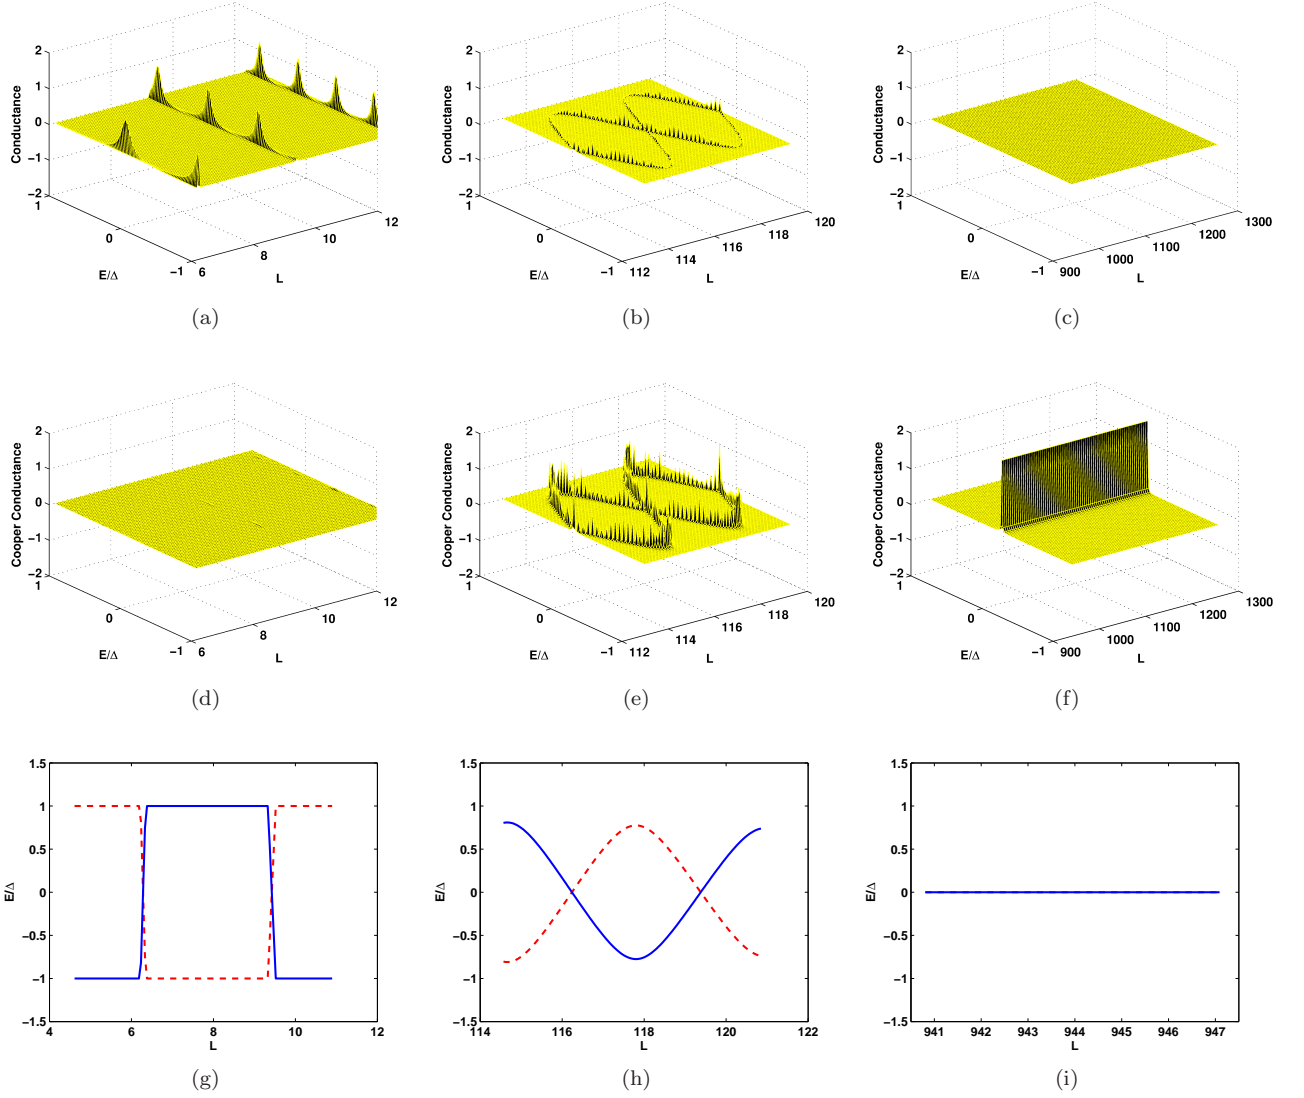 2
1
0
−1
−2
Conductance
1
0
−1
E/Δ
6
8
10
12
L
(a)
2
1
0
−1
−2
Conductance
1
0
−1
E/Δ
112
114
116
118
120
L
(b)
2
1
0
−1
−2
Conductance
1
0
−1
E/Δ
900
1000
1100
1200
1300
L
(c)
2
1
0
−1
−2
Cooper Conductance
1
0
−1
E/Δ
6
8
10
12
L
(d)
2
1
0
−1
−2
Cooper Conductance
1
0
−1
E/Δ
112
114
116
118
120
L
(e)
2
1
0
−1
−2
Cooper Conductance
1
0
−1
E/Δ
900
1000
1100
1200
1300
L
(f)
1.5
1
0.5
0
−0.5
−1
−1.5
E/Δ
4 6 8 10 12
L
(g)
1.5
1
0.5
0
−0.5
−1
−1.5
E/Δ
114 116 118 120 122
L
(h)
1.5
1
0.5
0
−0.5
−1
−1.5
E/Δ
941 942 943 944 945 946 947
L
(i)